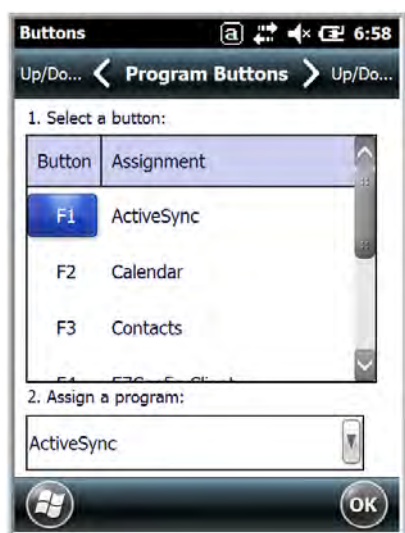 Buttons a 6:58
Up/Do... Program Buttons Up/Do...
1. Select a button:
Button Assignment
F1 ActiveSync
F2 Calendar
F3 Contacts
2. Assign a program:
ActiveSync
OK